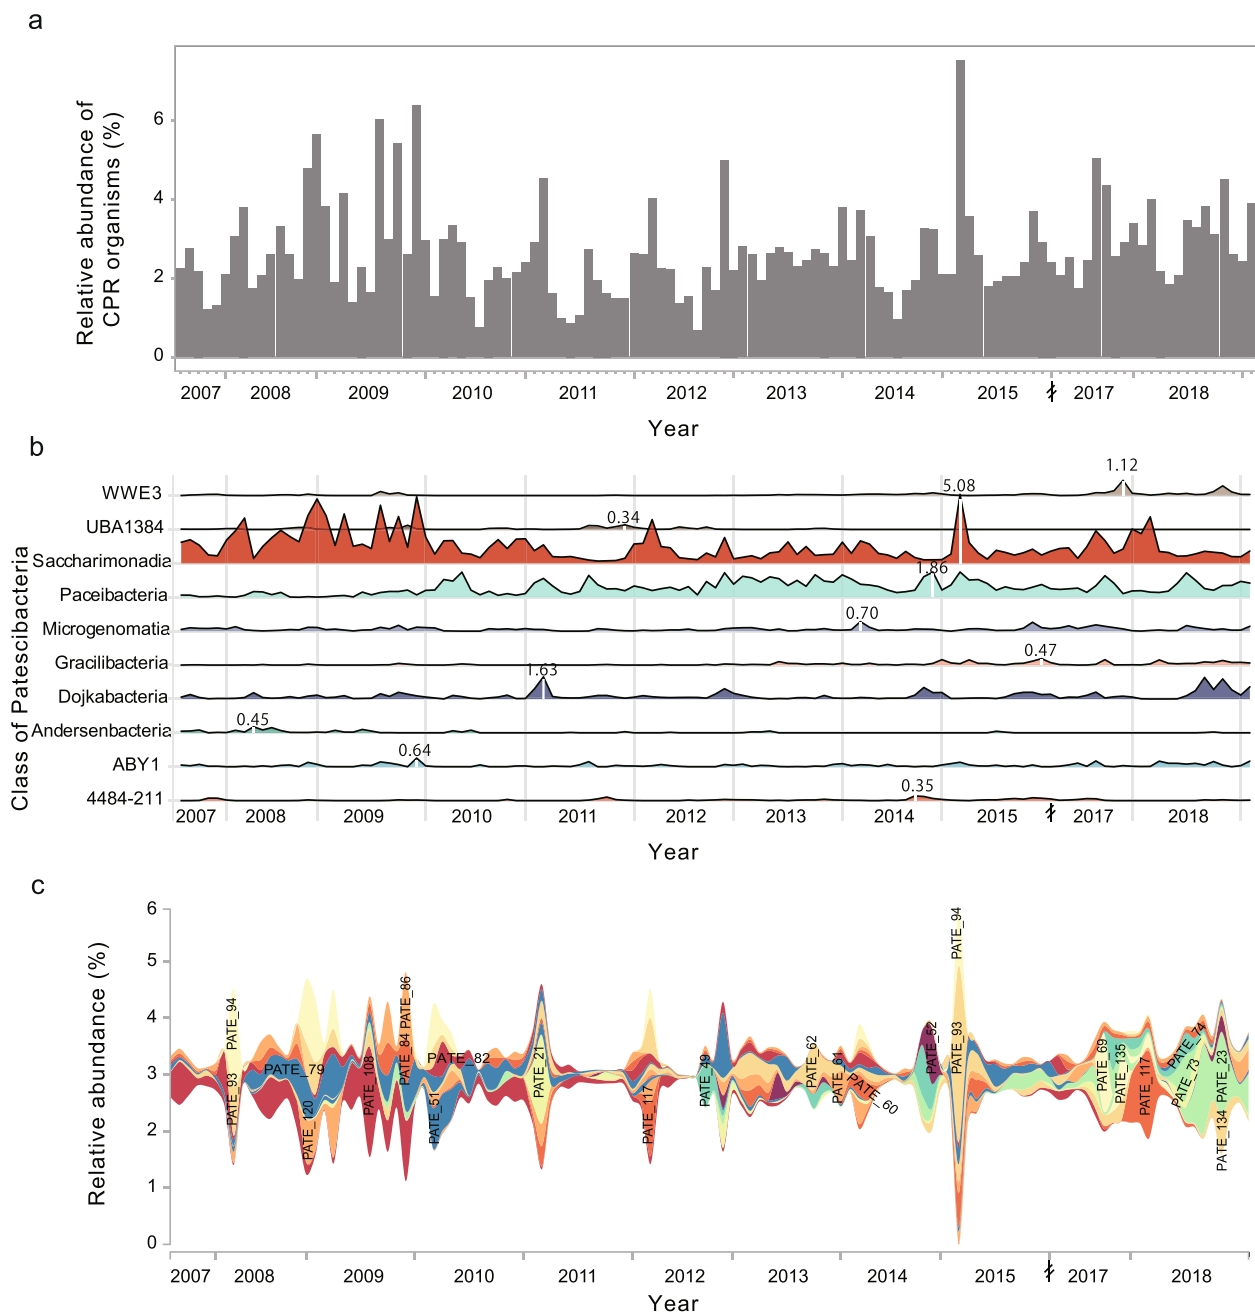 a
Relative abundance of
CPR organisms (%)
6
4
2
0
2007 2008 2009 2010 2011 2012 2013 2014 2015 2017 2018
Year
b
Class of Patescibacteria
WWE3
UBA1384
Saccharimonadia
Paceibacteria
Microgenomatia
Gracilibacteria
Dojkabacteria
Andersenbacteria
ABY1
4484-211
1.12
5.08
0.34
1.86
0.70
0.47
1.63
0.45
0.64
0.35
2007 2008 2009 2010 2011 2012 2013 2014 2015 2017 2018
Year
c
Relative abundance (%)
6
5
4
3
2
1
0
PATE_94
PATE_93
PATE_79
PATE_120
PATE_108
PATE_86
PATE_84
PATE_82
PATE_51
PATE_21
PATE_117
PATE_49
PATE_62
PATE_61
PATE_60
PATE_52
PATE_94
PATE_93
PATE_69
PATE_135
PATE_117
PATE_74
PATE_73
PATE_23
PATE_134
2007 2008 2009 2010 2011 2012 2013 2014 2015 2017 2018
Year